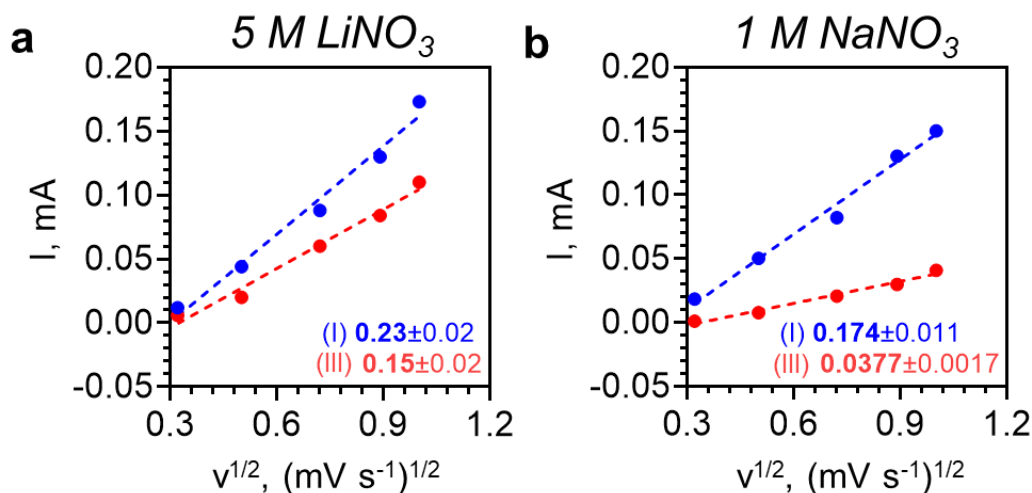 a
5 M LiNO₃
0.20
0.15
0.10
0.05
0.00
-0.05
I, mA
(I) 0.23±0.02
(III) 0.15±0.02
0.3 0.6 0.9 1.2
v^1/2, (mV s⁻¹)^1/2
b
1 M NaNO₃
0.20
0.15
0.10
0.05
0.00
-0.05
I, mA
(I) 0.174±0.011
(III) 0.0377±0.0017
0.3 0.6 0.9 1.2
v^1/2, (mV s⁻¹)^1/2